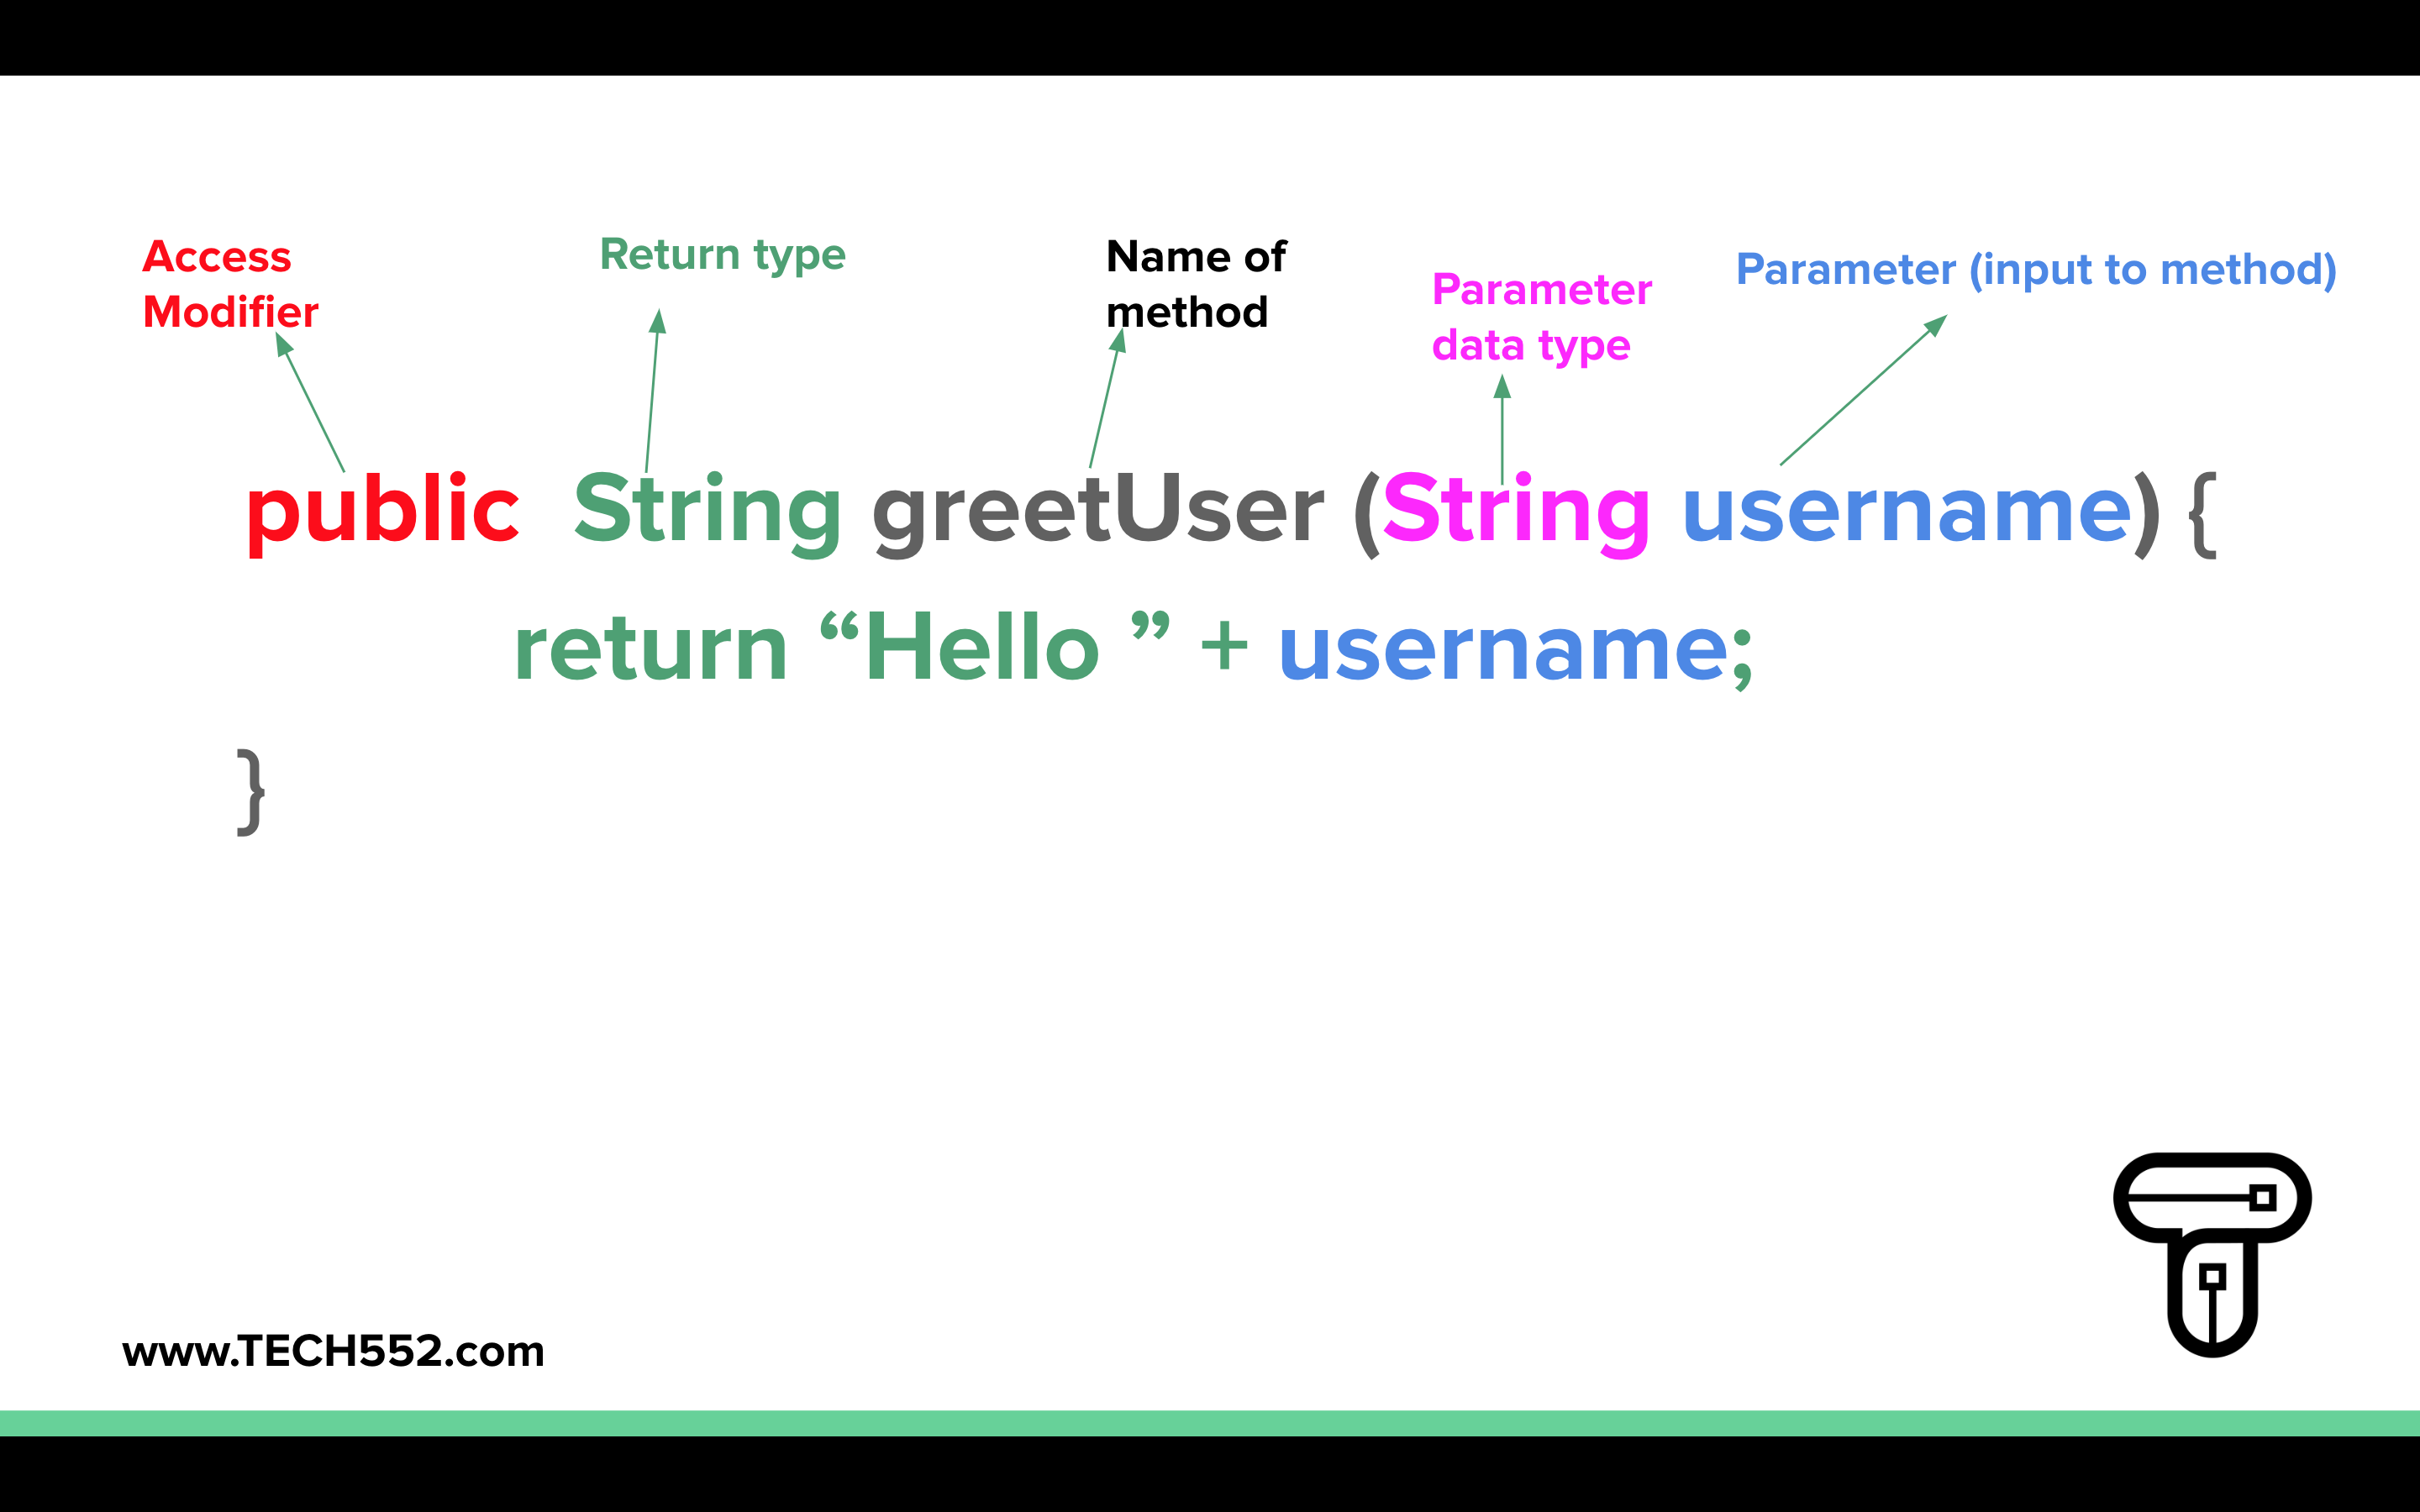 Access
Modifier
Return type
Name of
method
Parameter
data type
Parameter (input to method)
public String greetUser (String username) {
return “Hello ” + username;
}
www.TECH552.com